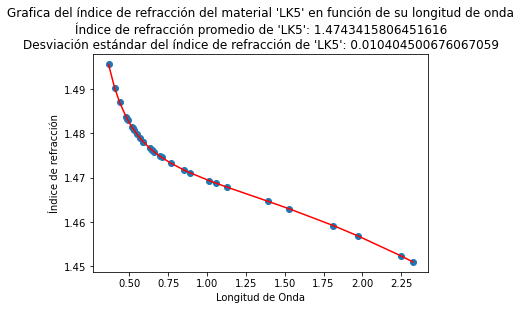 Grafica del índice de refracción del material 'LK5' en función de su longitud de onda
Índice de refracción promedio de 'LK5': 1.4743415806451616
Desviación estándar del índice de refracción de 'LK5': 0.010404500676067059
Índice de refracción
1.49
1.48
1.47
1.46
1.45
0.50 0.75 1.00 1.25 1.50 1.75 2.00 2.25
Longitud de Onda